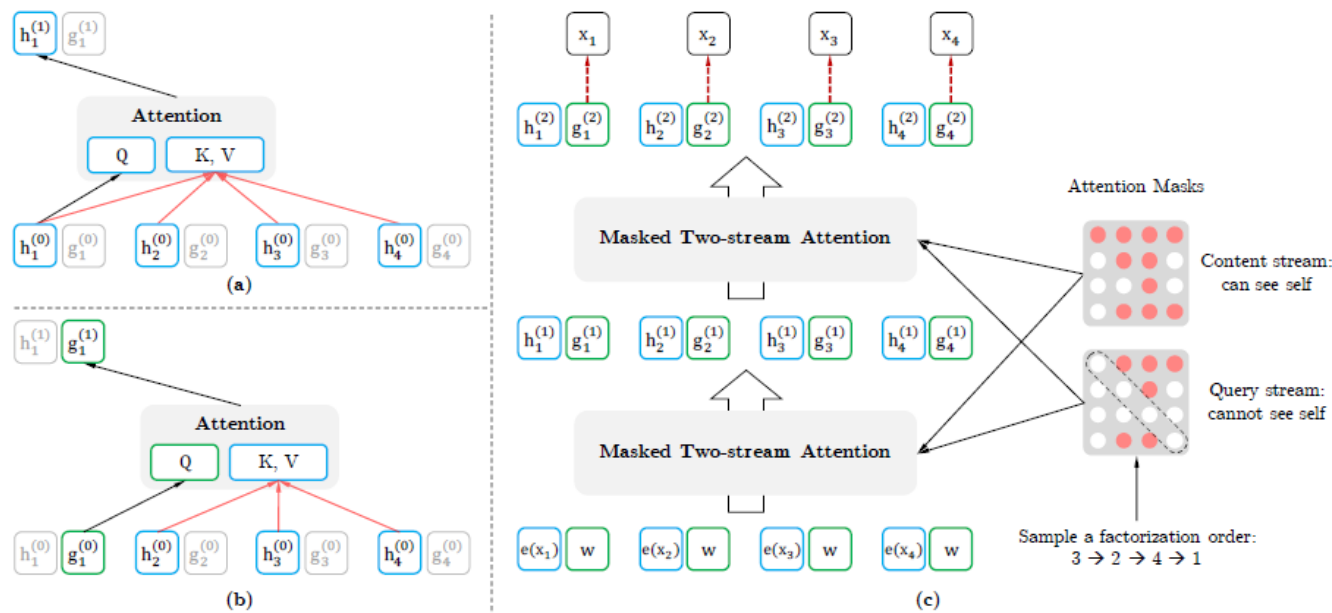 h₁⁽¹⁾ g₁⁽¹⁾
Attention
Q K, V
h₁⁽⁰⁾ g₁⁽⁰⁾ h₂⁽⁰⁾ g₂⁽⁰⁾ h₃⁽⁰⁾ g₃⁽⁰⁾ h₄⁽⁰⁾ g₄⁽⁰⁾
(a)
h₁⁽¹⁾ g₁⁽¹⁾
Attention
Q K, V
h₁⁽⁰⁾ g₁⁽⁰⁾ h₂⁽⁰⁾ g₂⁽⁰⁾ h₃⁽⁰⁾ g₃⁽⁰⁾ h₄⁽⁰⁾ g₄⁽⁰⁾
(b)
x₁ x₂ x₃ x₄
h₁⁽²⁾ g₁⁽²⁾ h₂⁽²⁾ g₂⁽²⁾ h₃⁽²⁾ g₃⁽²⁾ h₄⁽²⁾ g₄⁽²⁾
Masked Two-stream Attention
h₁⁽¹⁾ g₁⁽¹⁾ h₂⁽¹⁾ g₂⁽¹⁾ h₃⁽¹⁾ g₃⁽¹⁾ h₄⁽¹⁾ g₄⁽¹⁾
Masked Two-stream Attention
e(x₁) w e(x₂) w e(x₃) w e(x₄) w
Attention Masks
Content stream:
can see self
Query stream:
cannot see self
Sample a factorization order:
3 → 2 → 4 → 1
(c)